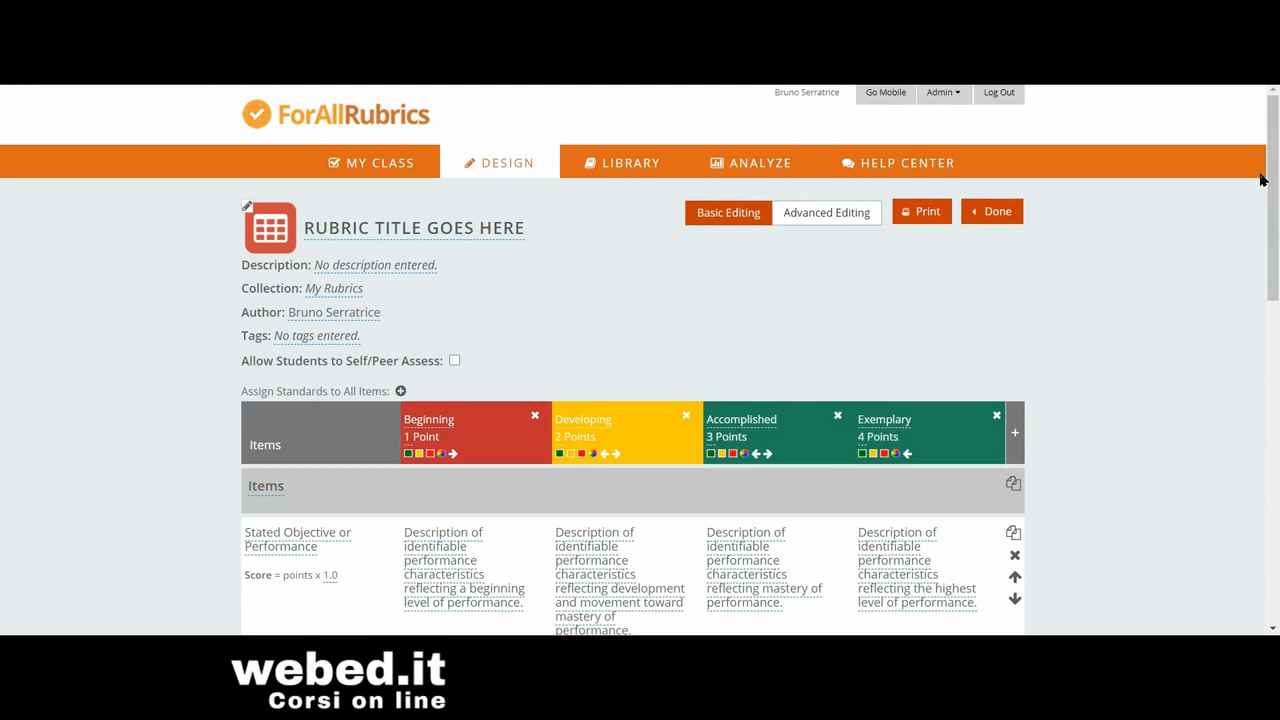 Bruno Serratrice
Go Mobile
Admin
Log Out
ForAllRubrics
MY CLASS
DESIGN
LIBRARY
ANALYZE
HELP CENTER
RUBRIC TITLE GOES HERE
Basic Editing
Advanced Editing
Print
Done
Description: No description entered.
Collection: My Rubrics
Author: Bruno Serratrice
Tags: No tags entered.
Allow Students to Self/Peer Assess:
Assign Standards to All Items:
Items
Beginning
1 Point
Developing
2 Points
Accomplished
3 Points
Exemplary
4 Points
+
Items
Stated Objective or
Performance
Score = points x 1.0
Description of
identifiable
performance
characteristics
reflecting a beginning
level of performance.
Description of
identifiable
performance
characteristics
reflecting development
and movement toward
mastery of
performance.
Description of
identifiable
performance
characteristics
reflecting mastery of
performance.
Description of
identifiable
performance
characteristics
reflecting the highest
level of performance.
webed.it
Corsi on line